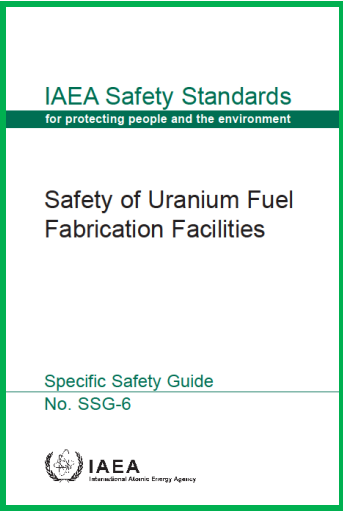 IAEA Safety Standards
for protecting people and the environment
Safety of Uranium Fuel
Fabrication Facilities
Specific Safety Guide
No. SSG-6
IAEA
International Atomic Energy Agency